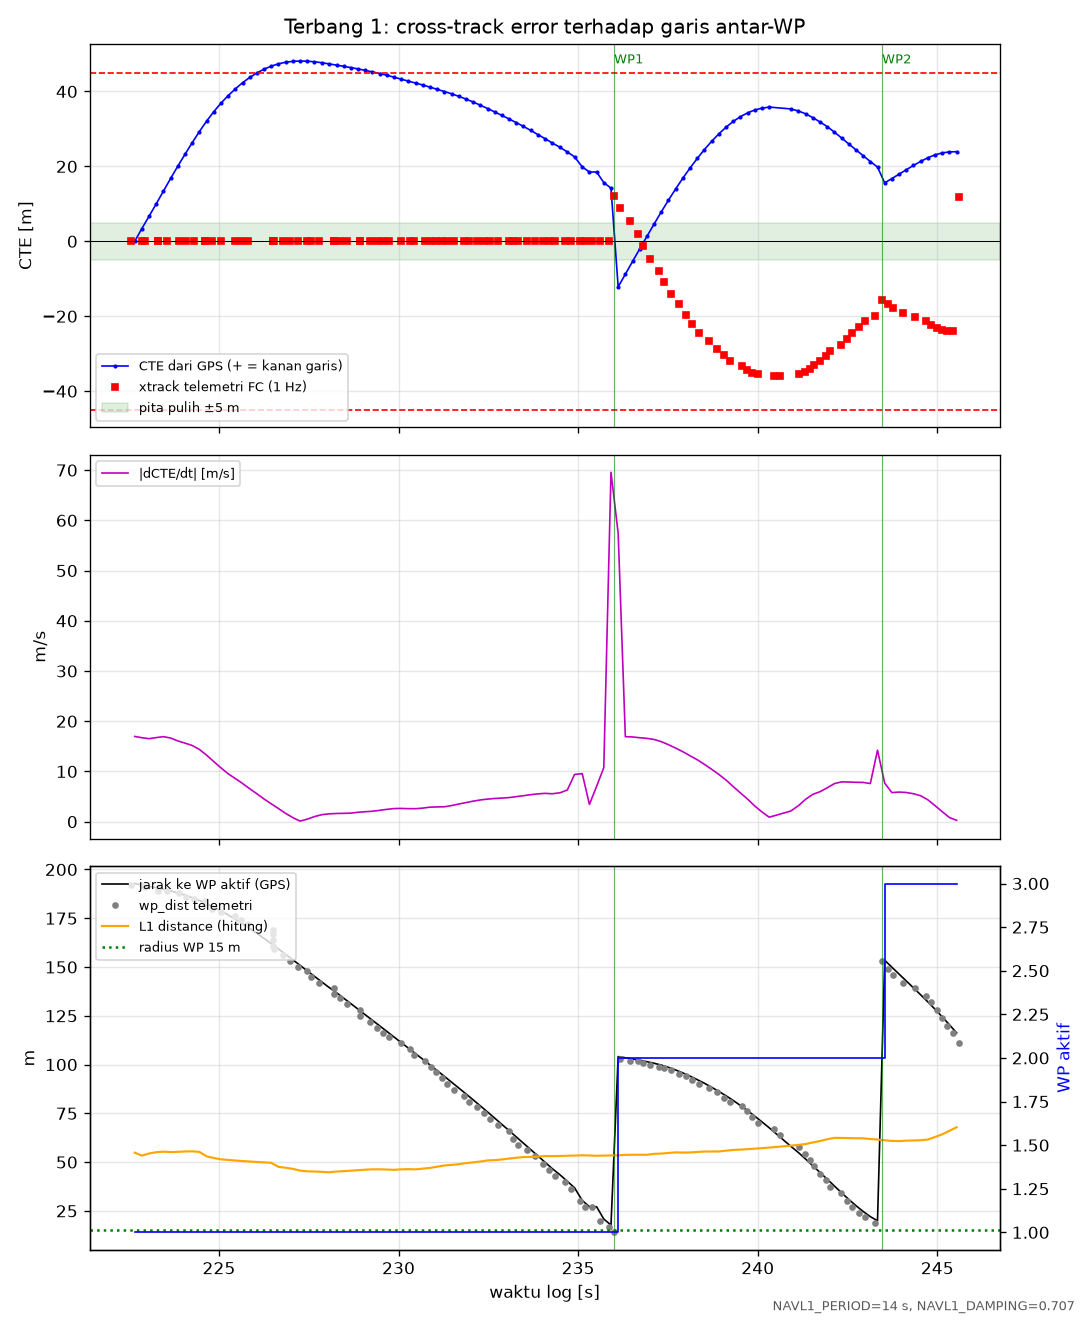 Terbang 1: cross-track error terhadap garis antar-WP
WP1
WP2
40
20
0
−20
−40
CTE [m]
CTE dari GPS (+ = kanan garis)
xtrack telemetri FC (1 Hz)
pita pulih ±5 m
70
60
50
40
30
20
10
0
m/s
|dCTE/dt| [m/s]
200
175
150
125
100
75
50
25
m
jarak ke WP aktif (GPS)
wp_dist telemetri
L1 distance (hitung)
radius WP 15 m
3.00
2.75
2.50
2.25
2.00
1.75
1.50
1.25
1.00
WP aktif
225
230
235
240
245
waktu log [s]
NAVL1_PERIOD=14 s, NAVL1_DAMPING=0.707